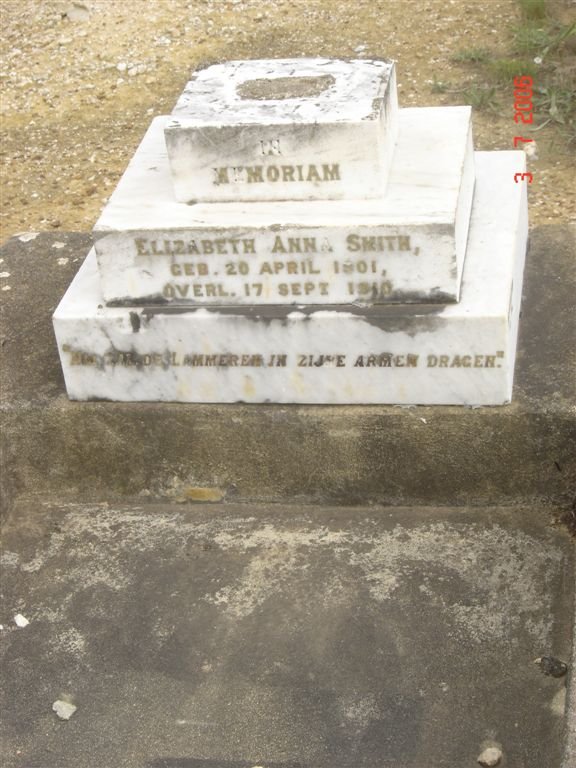 IN
MEMORIAM
ELIZABETH ANNA SMITH,
GEB. 20 APRIL 1901,
OVERL. 17 SEPT 1910
DE LAMMEREN IN ZIJNE ARMEN DRAGEN."
3 7 2006